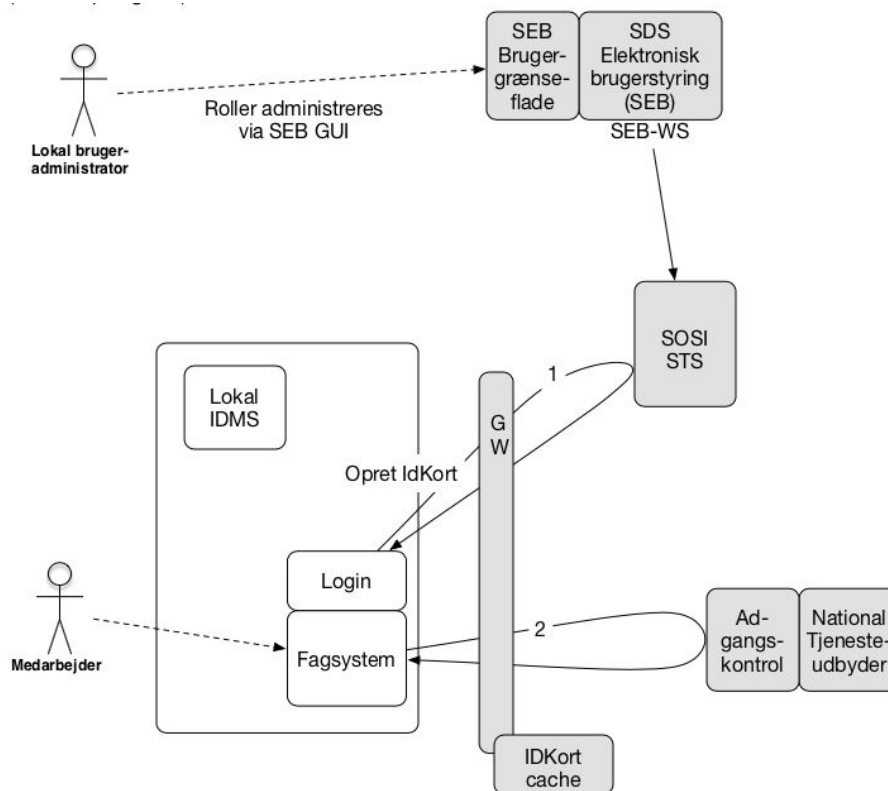 SEB
Bruger-
grænse-
flade
SDS
Elektronisk
brugerstyring
(SEB)
SEB-WS
Roller administreres
via SEB GUI
Lokal bruger-
administrator
SOSI
STS
Lokal
IDMS
1
G
W
Opret IdKort
Login
Fagsystem
2
Medarbejder
Ad-
gangs-
kontrol
National
Tjeneste-
udbyder
IDKort
cache